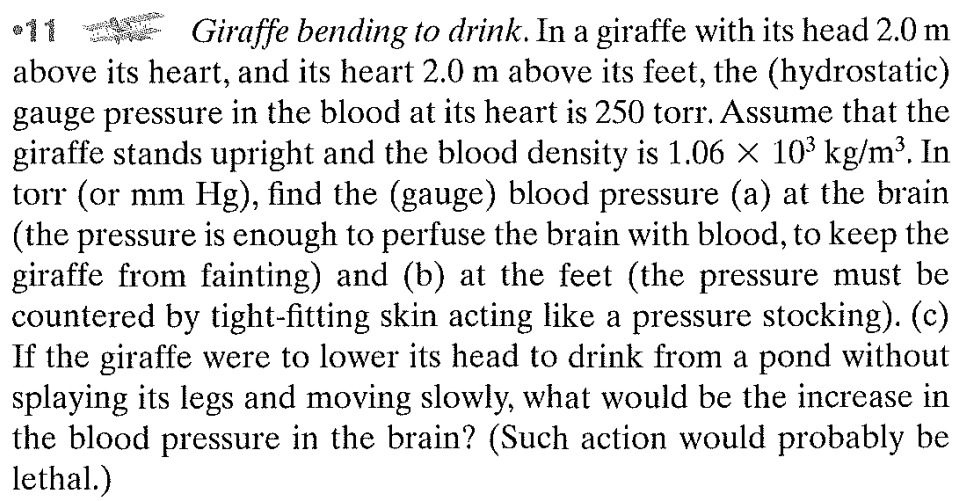 •11 Giraffe bending to drink. In a giraffe with its head 2.0 m
above its heart, and its heart 2.0 m above its feet, the (hydrostatic)
gauge pressure in the blood at its heart is 250 torr. Assume that the
giraffe stands upright and the blood density is 1.06 × 10³ kg/m³. In
torr (or mm Hg), find the (gauge) blood pressure (a) at the brain
(the pressure is enough to perfuse the brain with blood, to keep the
giraffe from fainting) and (b) at the feet (the pressure must be
countered by tight-fitting skin acting like a pressure stocking). (c)
If the giraffe were to lower its head to drink from a pond without
splaying its legs and moving slowly, what would be the increase in
the blood pressure in the brain? (Such action would probably be
lethal.)